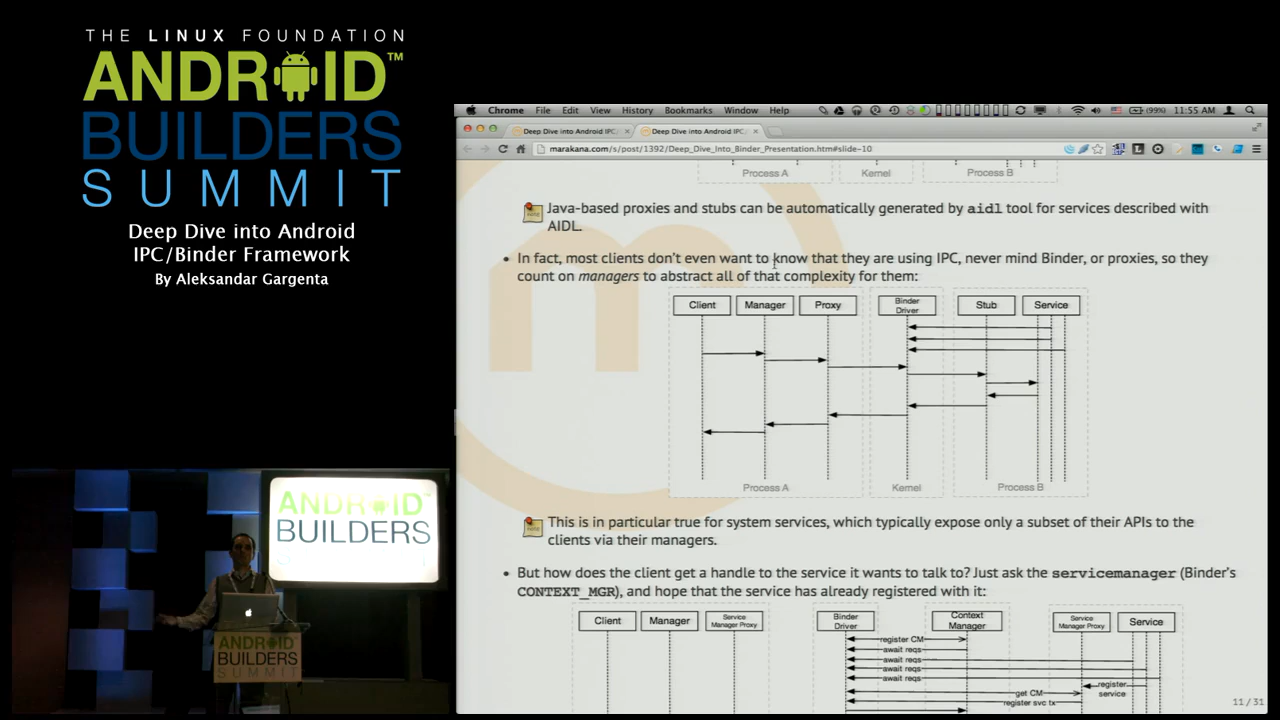 THE LINUX FOUNDATION
ANDROID™
BUILDERS
SUMMIT
Deep Dive into Android
IPC/Binder Framework
By Aleksandar Gargenta
Chrome File Edit View History Bookmarks Window Help (99%) 11:55 AM
Deep Dive into Android IPC/ Deep Dive into Android IPC/
marakana.com/s/post/1392/Deep_Dive_Into_Binder_Presentation.htm#slide-10
Process A Kernel Process B
Java-based proxies and stubs can be automatically generated by aidl tool for services described with
AIDL.
• In fact, most clients don't even want to know that they are using IPC, never mind Binder, or proxies, so they
count on managers to abstract all of that complexity for them:
Client Manager Proxy Binder Driver Stub Service
Process A Kernel Process B
This is in particular true for system services, which typically expose only a subset of their APIs to the
clients via their managers.
• But how does the client get a handle to the service it wants to talk to? Just ask the servicemanager (Binder's
CONTEXT_MGR), and hope that the service has already registered with it:
Client Manager Service Manager Proxy Binder Driver Context Manager Service Manager Proxy Service
register CM
await reqs
await reqs
await reqs
await reqs
register service
get CM
register svc tx
11 / 31
ANDROID™
BUILDERS
ANDROID
BUILDERS
SUMMIT